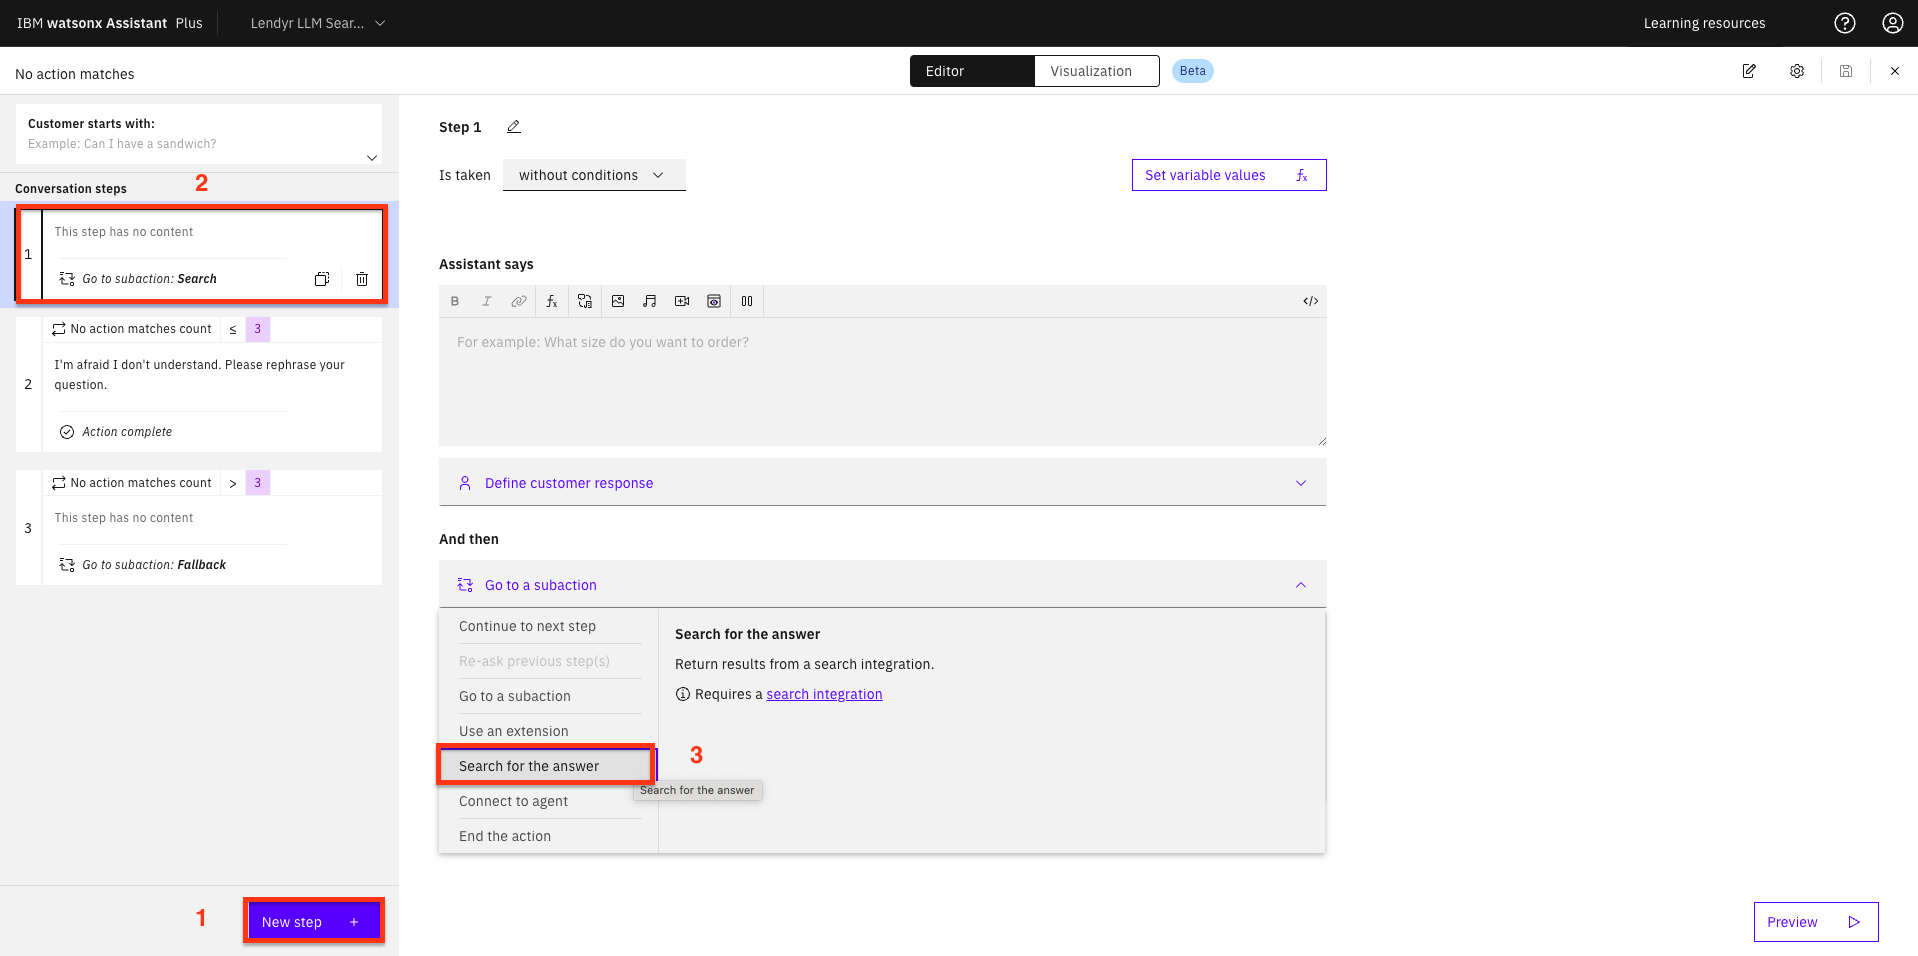 IBM watsonx Assistant Plus
Lendyr LLM Sear...
Learning resources
No action matches
Editor
Visualization
Beta
Customer starts with:
Example: Can I have a sandwich?
Conversation steps
2
1
This step has no content
Go to subaction: Search
No action matches count ≤ 3
2
I'm afraid I don't understand. Please rephrase your
question.
Action complete
No action matches count > 3
3
This step has no content
Go to subaction: Fallback
1
New step +
Step 1
Is taken
without conditions
Set variable values fx
Assistant says
B I fx </>
For example: What size do you want to order?
Define customer response
And then
Go to a subaction
Continue to next step
Re-ask previous step(s)
Go to a subaction
Use an extension
Search for the answer
Connect to agent
End the action
Search for the answer
Return results from a search integration.
Requires a search integration
3
Search for the answer
Preview